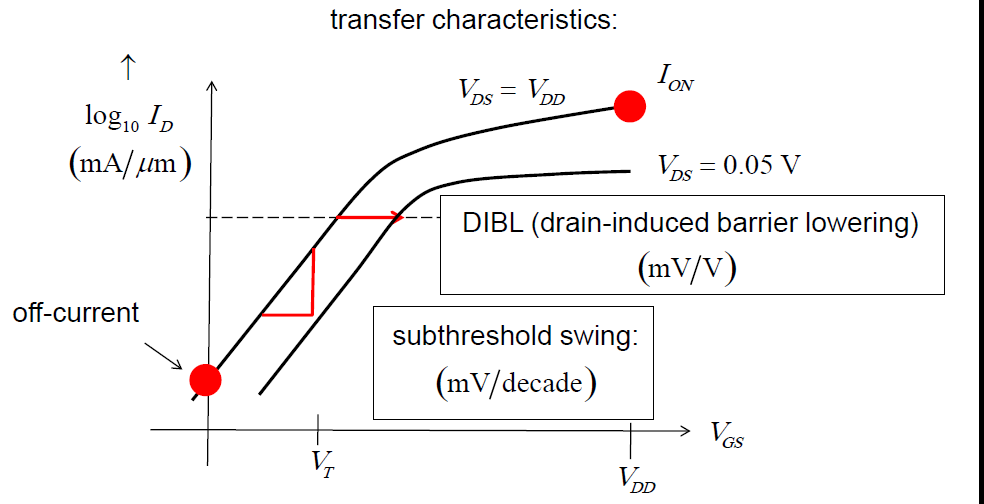 transfer characteristics:
↑
log₁₀ I_D
(mA/μm)
V_DS = V_DD
I_ON
V_DS = 0.05 V
DIBL (drain-induced barrier lowering)
(mV/V)
off-current
subthreshold swing:
(mV/decade)
V_GS
V_T
V_DD